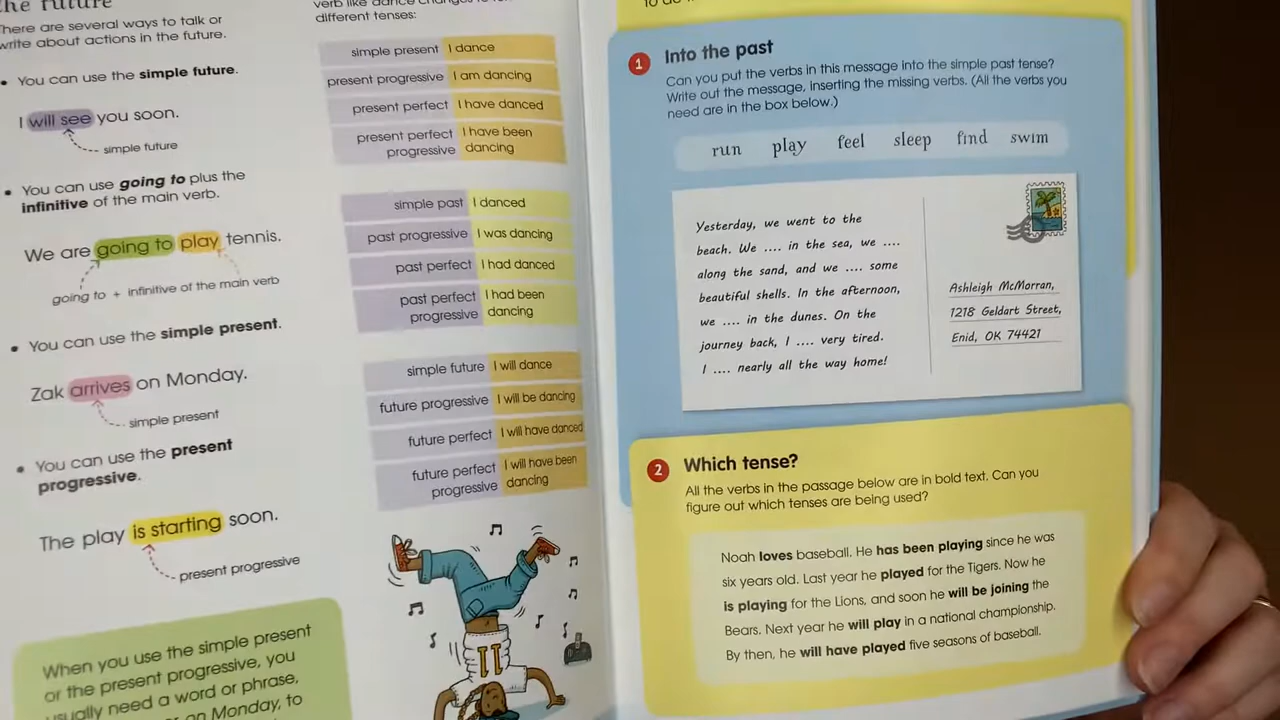 the Future
There are several ways to talk or
write about actions in the future.
• You can use the simple future.
I will see you soon.
simple future
• You can use going to plus the
infinitive of the main verb.
We are going to play tennis.
going to + infinitive of the main verb
• You can use the simple present.
Zak arrives on Monday.
simple present
• You can use the present
progressive.
The play is starting soon.
present progressive
When you use the simple present
or the present progressive, you
usually need a word or phrase,
on Monday, to
different tenses:
simple present I dance
present progressive I am dancing
present perfect I have danced
present perfect progressive I have been dancing
simple past I danced
past progressive I was dancing
past perfect I had danced
past perfect progressive I had been dancing
simple future I will dance
future progressive I will be dancing
future perfect I will have danced
future perfect progressive I will have been dancing
11
1 Into the past
Can you put the verbs in this message into the simple past tense?
Write out the message, inserting the missing verbs. (All the verbs you
need are in the box below.)
run play feel sleep find swim
Yesterday, we went to the
beach. We .... in the sea, we ....
along the sand, and we .... some
beautiful shells. In the afternoon,
we .... in the dunes. On the
journey back, I .... very tired.
I .... nearly all the way home!
Ashleigh McMorran,
1218 Geldart Street,
Enid, OK 74421
2 Which tense?
All the verbs in the passage below are in bold text. Can you
figure out which tenses are being used?
Noah loves baseball. He has been playing since he was
six years old. Last year he played for the Tigers. Now he
is playing for the Lions, and soon he will be joining the
Bears. Next year he will play in a national championship.
By then, he will have played five seasons of baseball.